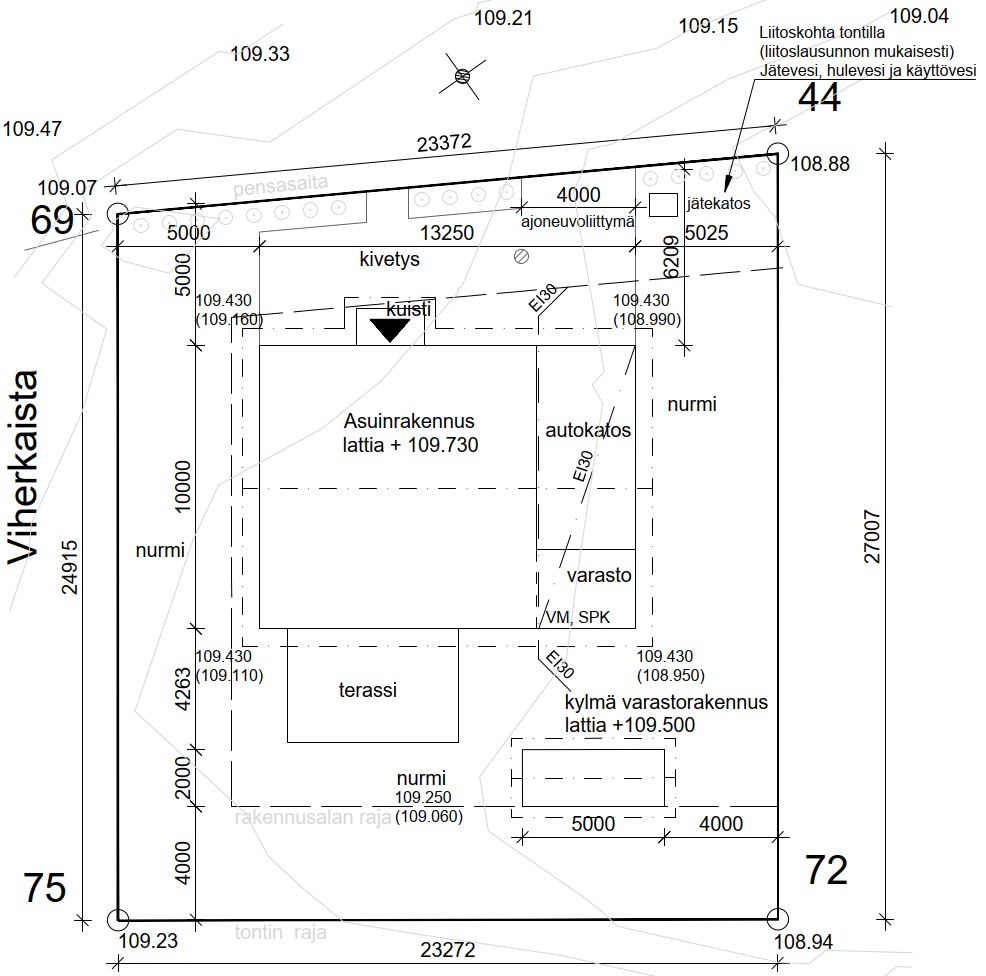 109.21
109.15
109.04
109.33
Liitoskohta tontilla
(liitoslausunnon mukaisesti)
Jätevesi, hulevesi ja käyttövesi
44
109.47
23372
108.88
109.07
pensasaita
69
4000
jätekatos
ajoneuvoliittymä
5000
13250
5025
5000
kivetys
6209
109.430
(109.160)
kuisti
EI30
109.430
(108.990)
Viherkaista
Asuinrakennus
lattia + 109.730
autokatos
nurmi
EI30
10000
nurmi
24915
27007
varasto
VM, SPK
109.430
(109.110)
EI30
109.430
(108.950)
4263
terassi
kylmä varastorakennus
lattia +109.500
2000
nurmi
109.250
(109.060)
rakennusalan raja
5000
4000
4000
75
72
109.23
tontin raja
23272
108.94